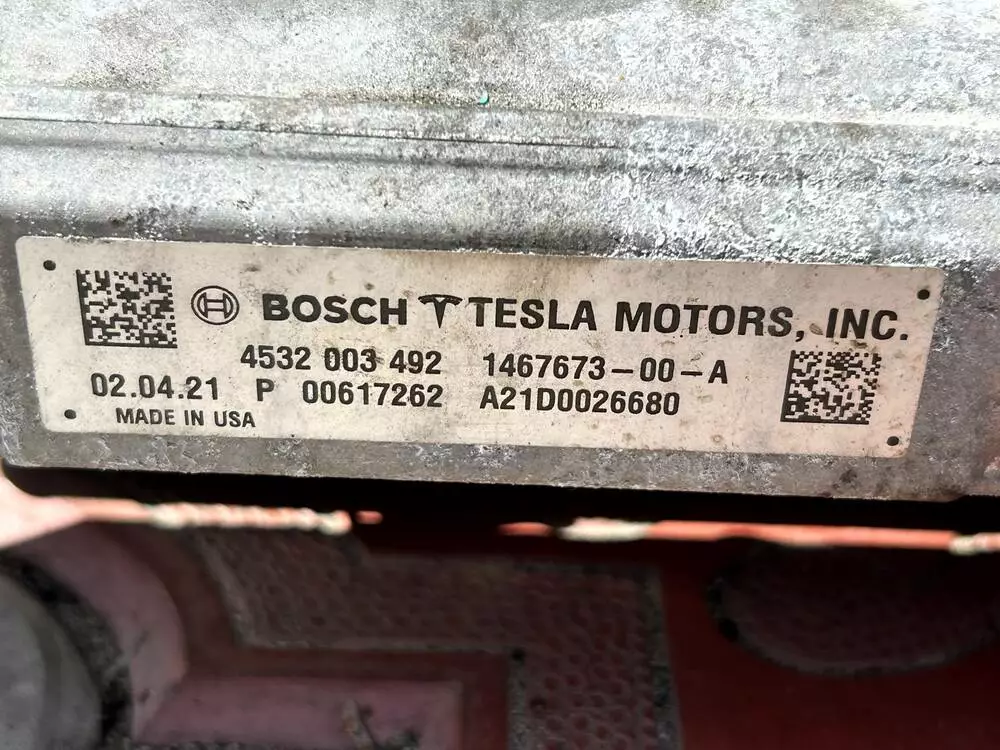 BOSCH TESLA MOTORS, INC.
4532 003 492 1467673-00-A
02.04.21 P 00617262 A21D0026680
MADE IN USA